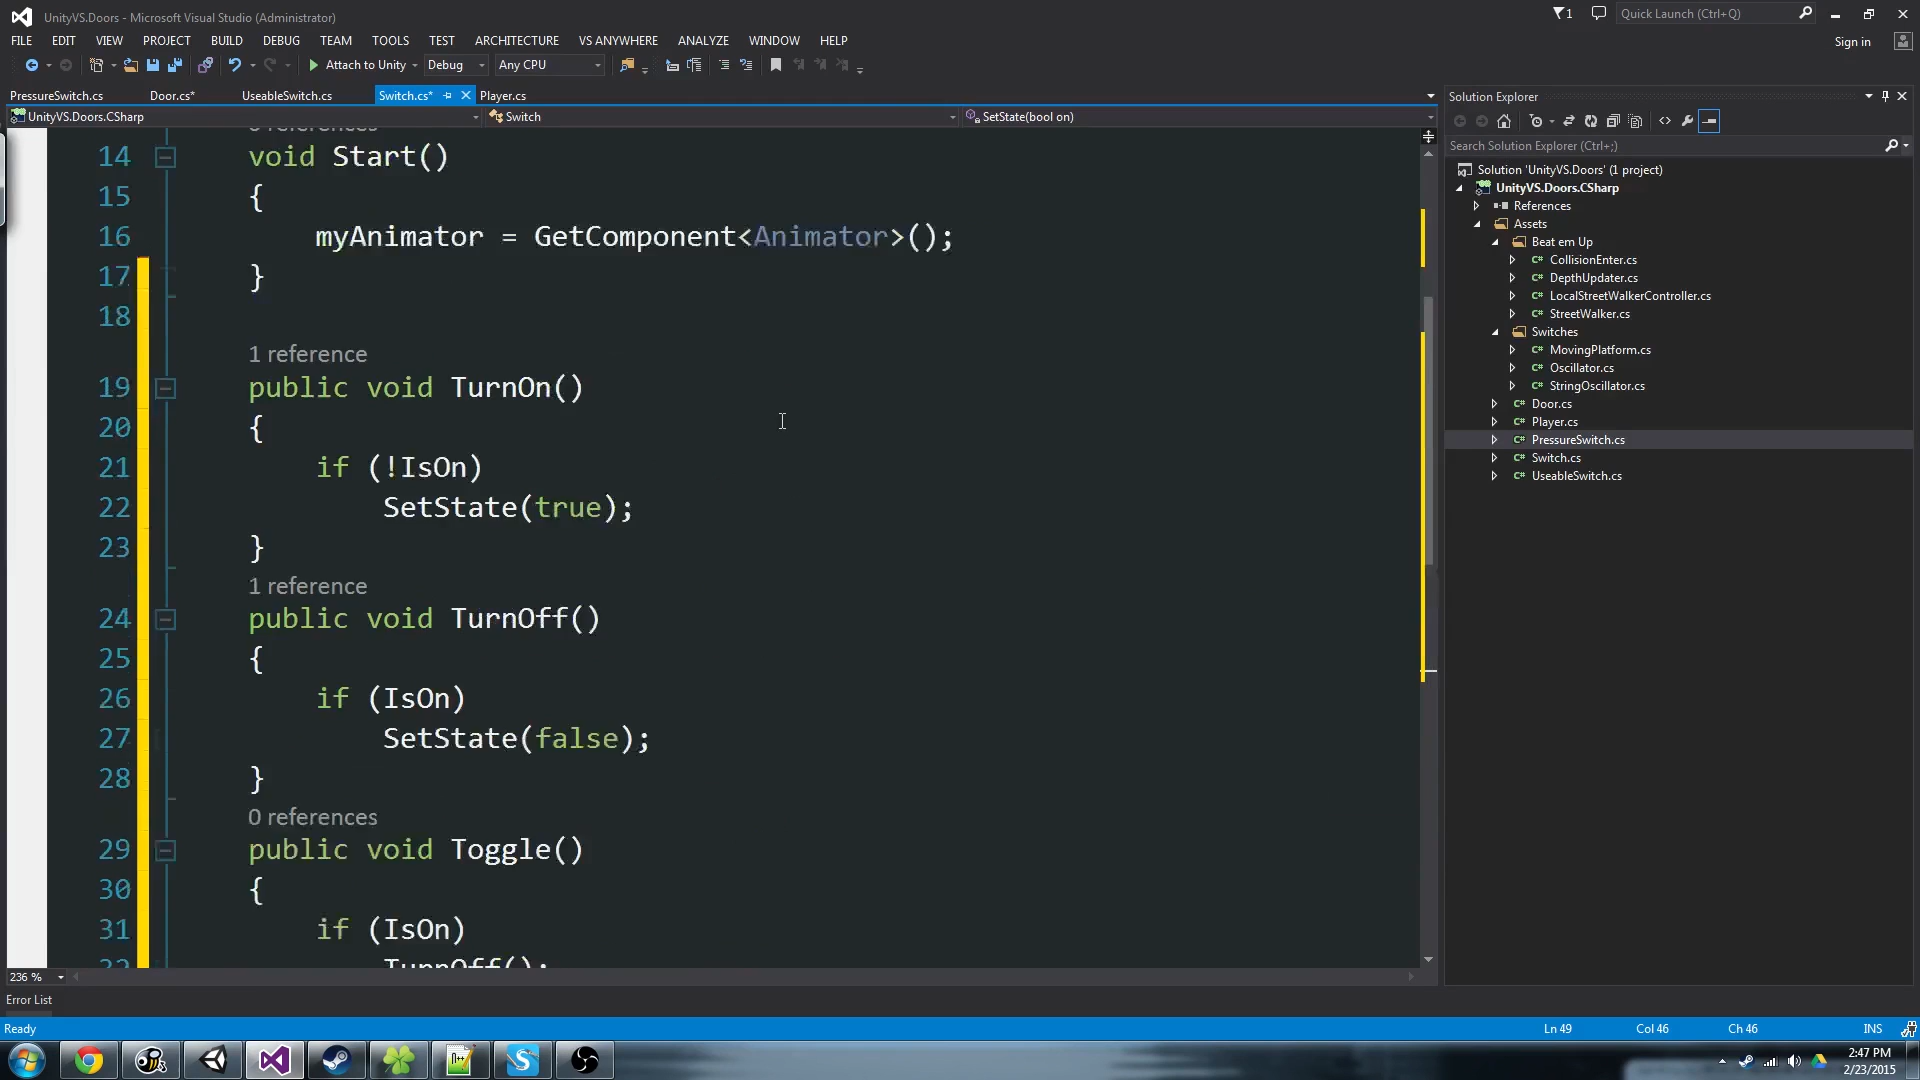 UnityVS.Doors - Microsoft Visual Studio (Administrator)
1
Quick Launch (Ctrl+Q)
FILE EDIT VIEW PROJECT BUILD DEBUG TEAM TOOLS TEST ARCHITECTURE VS ANYWHERE ANALYZE WINDOW HELP
Sign in
Attach to Unity Debug Any CPU
PressureSwitch.cs Door.cs* UseableSwitch.cs Switch.cs* Player.cs
UnityVS.Doors.CSharp Switch SetState(bool on)
14 void Start()
15 {
16 myAnimator = GetComponent<Animator>();
17 }
18
1 reference
19 public void TurnOn()
20 {
21 if (!IsOn)
22 SetState(true);
23 }
1 reference
24 public void TurnOff()
25 {
26 if (IsOn)
27 SetState(false);
28 }
0 references
29 public void Toggle()
30 {
31 if (IsOn)
32 TurnOff();
236 %
Error List
Ready
Ln 49 Col 46 Ch 46 INS
Solution Explorer
Search Solution Explorer (Ctrl+;)
Solution 'UnityVS.Doors' (1 project)
UnityVS.Doors.CSharp
References
Assets
Beat em Up
CollisionEnter.cs
DepthUpdater.cs
LocalStreetWalkerController.cs
StreetWalker.cs
Switches
MovingPlatform.cs
Oscillator.cs
StringOscillator.cs
Door.cs
Player.cs
PressureSwitch.cs
Switch.cs
UseableSwitch.cs
2:47 PM
2/23/2015